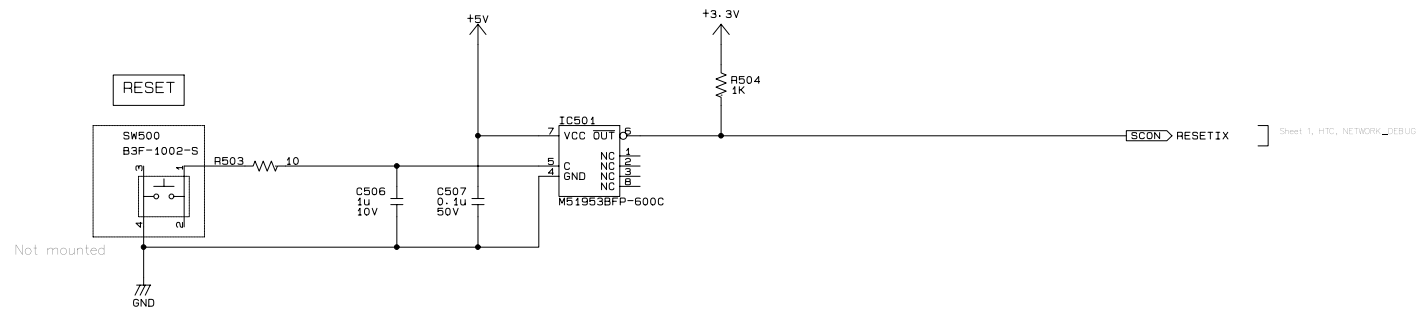 +5V
+3.3V
RESET
R504
1K
IC501
SW500
B3F-1002-S
7 VCC OUT 6
SCON RESETIX
Sheet 1, HTC, NETWORK_DEBUG
3 1
R503 10
5 C
4 GND
NC 1
NC 2
NC 3
NC 8
C506
1u
10V
C507
0.1u
50V
M51953BFP-600C
4 2
Not mounted
GND